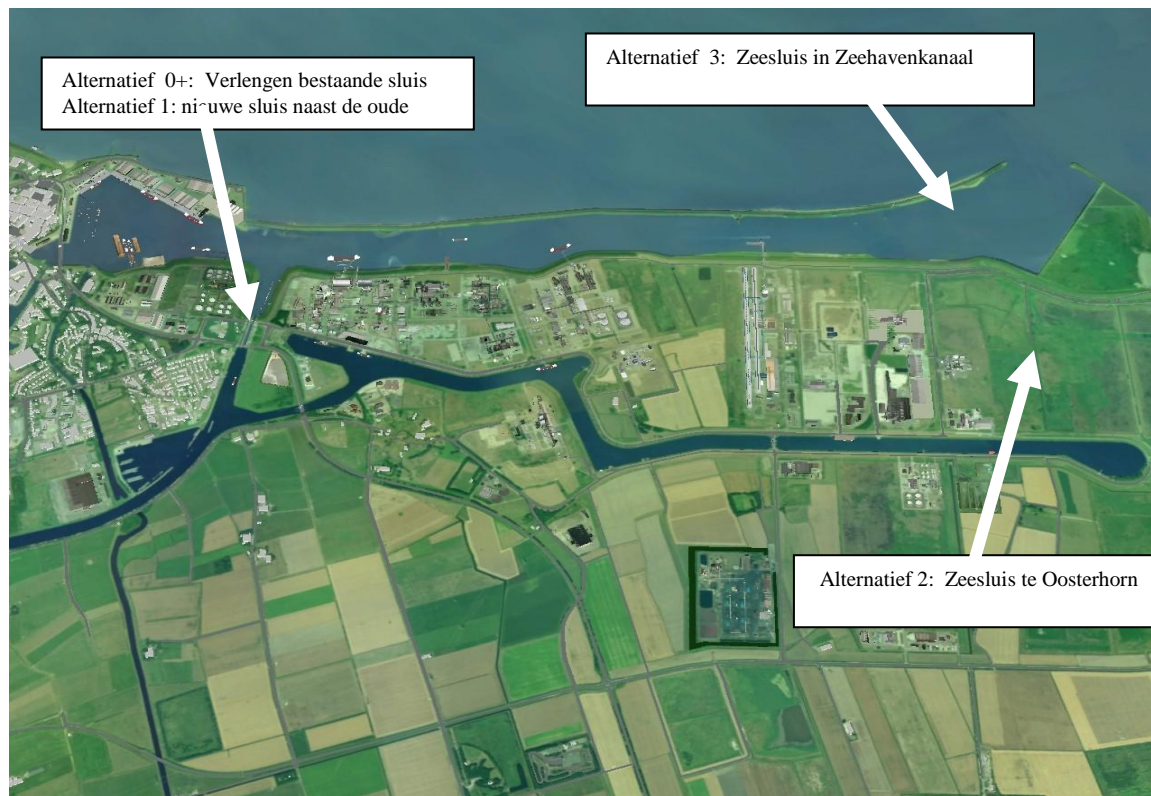 Alternatief 0+: Verlengen bestaande sluis
Alternatief 1: nieuwe sluis naast de oude
Alternatief 3: Zeesluis in Zeehavenkanaal
Alternatief 2: Zeesluis te Oosterhorn